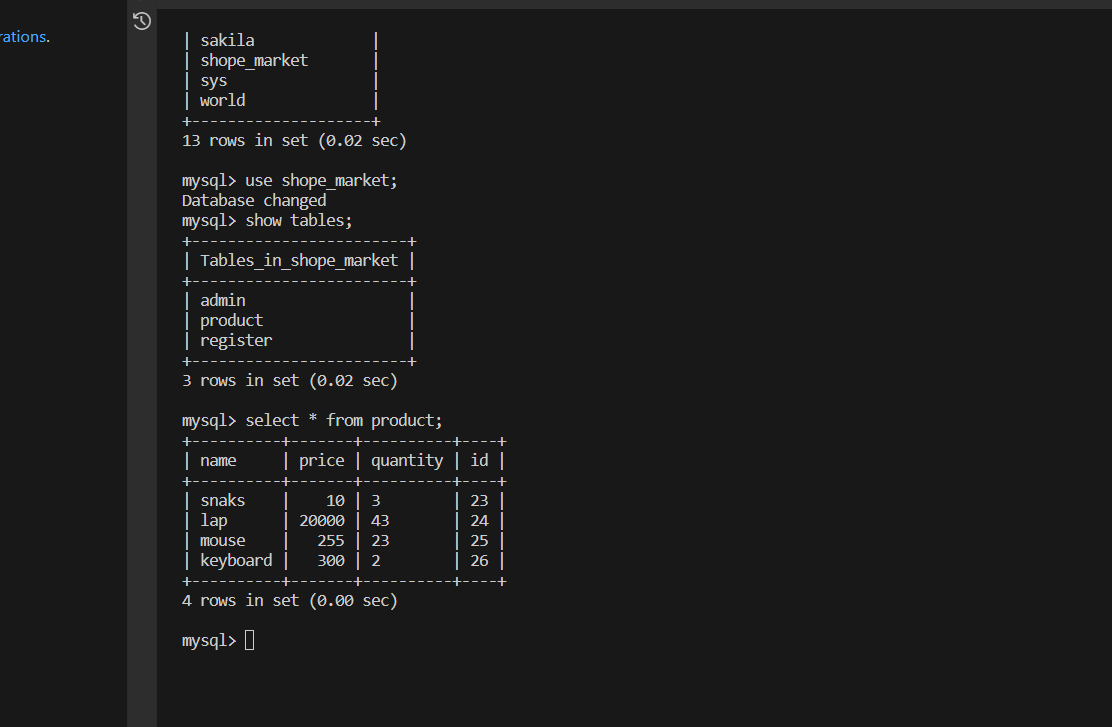 rations.
| sakila             |
| shope_market       |
| sys                |
| world              |
+--------------------+
13 rows in set (0.02 sec)
mysql> use shope_market;
Database changed
mysql> show tables;
+------------------------+
| Tables_in_shope_market |
+------------------------+
| admin                  |
| product                |
| register               |
+------------------------+
3 rows in set (0.02 sec)
mysql> select * from product;
+----------+-------+----------+----+
| name     | price | quantity | id |
+----------+-------+----------+----+
| snaks    |    10 | 3        | 23 |
| lap      | 20000 | 43       | 24 |
| mouse    |   255 | 23       | 25 |
| keyboard |   300 | 2        | 26 |
+----------+-------+----------+----+
4 rows in set (0.00 sec)
mysql>